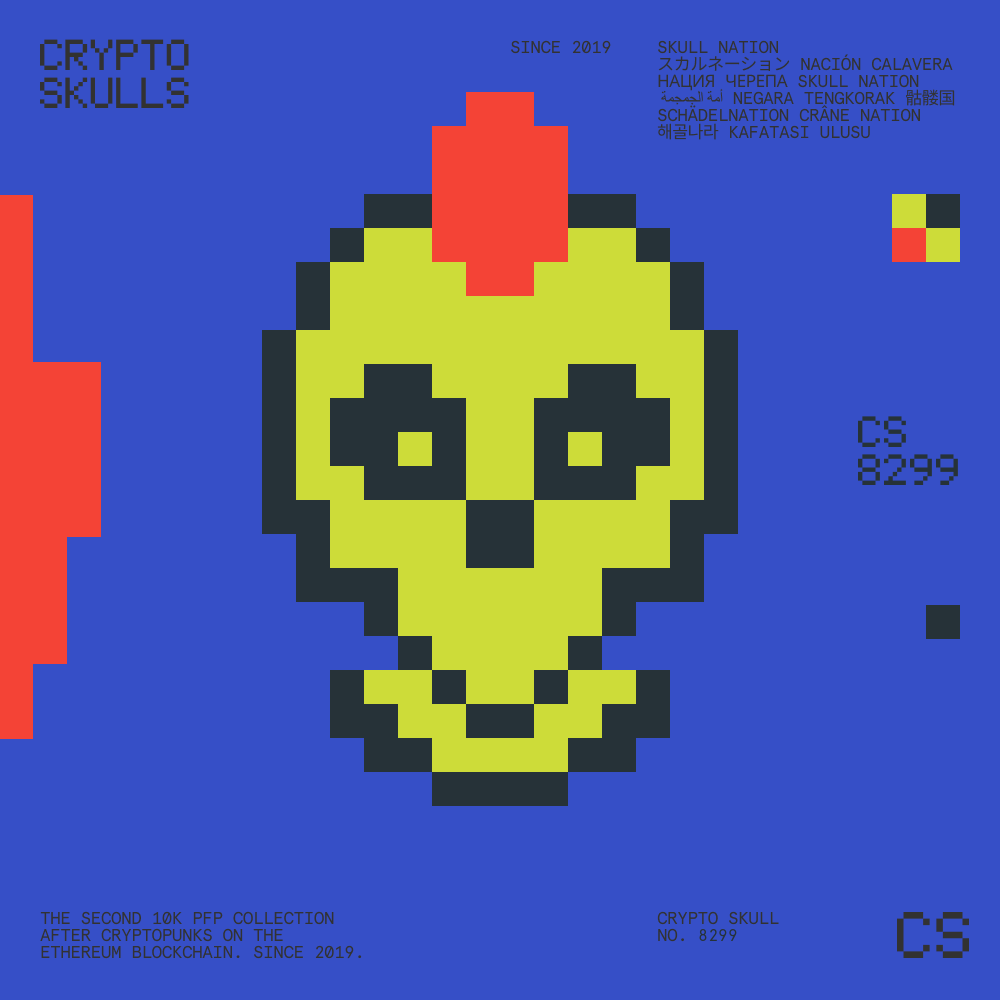 CRYPTO
SKULLS
SINCE 2019
SKULL NATION
スカルネーション NACIÓN CALAVERA
НАЦИЯ ЧЕРЕПА SKULL NATION
أمة الجمجمة NEGARA TENGKORAK 骷髅国
SCHÄDELNATION CRÂNE NATION
해골나라 KAFATASI ULUSU
CS
8299
THE SECOND 10K PFP COLLECTION
AFTER CRYPTOPUNKS ON THE
ETHEREUM BLOCKCHAIN. SINCE 2019.
CRYPTO SKULL
NO. 8299
CS